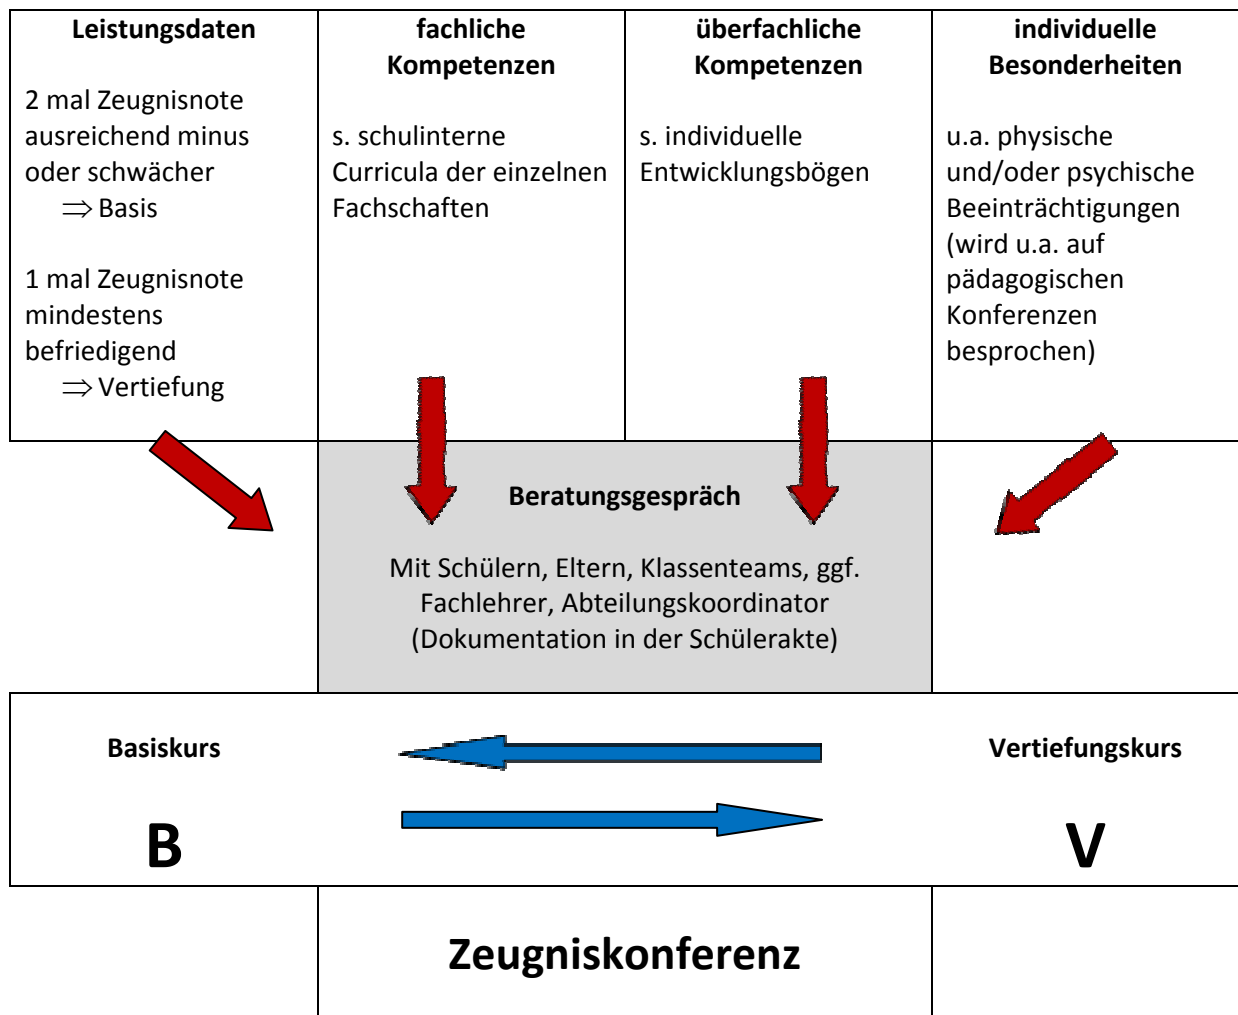 Leistungsdaten
2 mal Zeugnisnote
ausreichend minus
oder schwächer
⇒ Basis
1 mal Zeugnisnote
mindestens
befriedigend
⇒ Vertiefung
fachliche
Kompetenzen
s. schulinterne
Curricula der einzelnen
Fachschaften
überfachliche
Kompetenzen
s. individuelle
Entwicklungsbögen
individuelle
Besonderheiten
u.a. physische
und/oder psychische
Beeinträchtigungen
(wird u.a. auf
pädagogischen
Konferenzen
besprochen)
Beratungsgespräch
Mit Schülern, Eltern, Klassenteams, ggf.
Fachlehrer, Abteilungskoordinator
(Dokumentation in der Schülerakte)
Basiskurs
B
Vertiefungskurs
V
Zeugniskonferenz